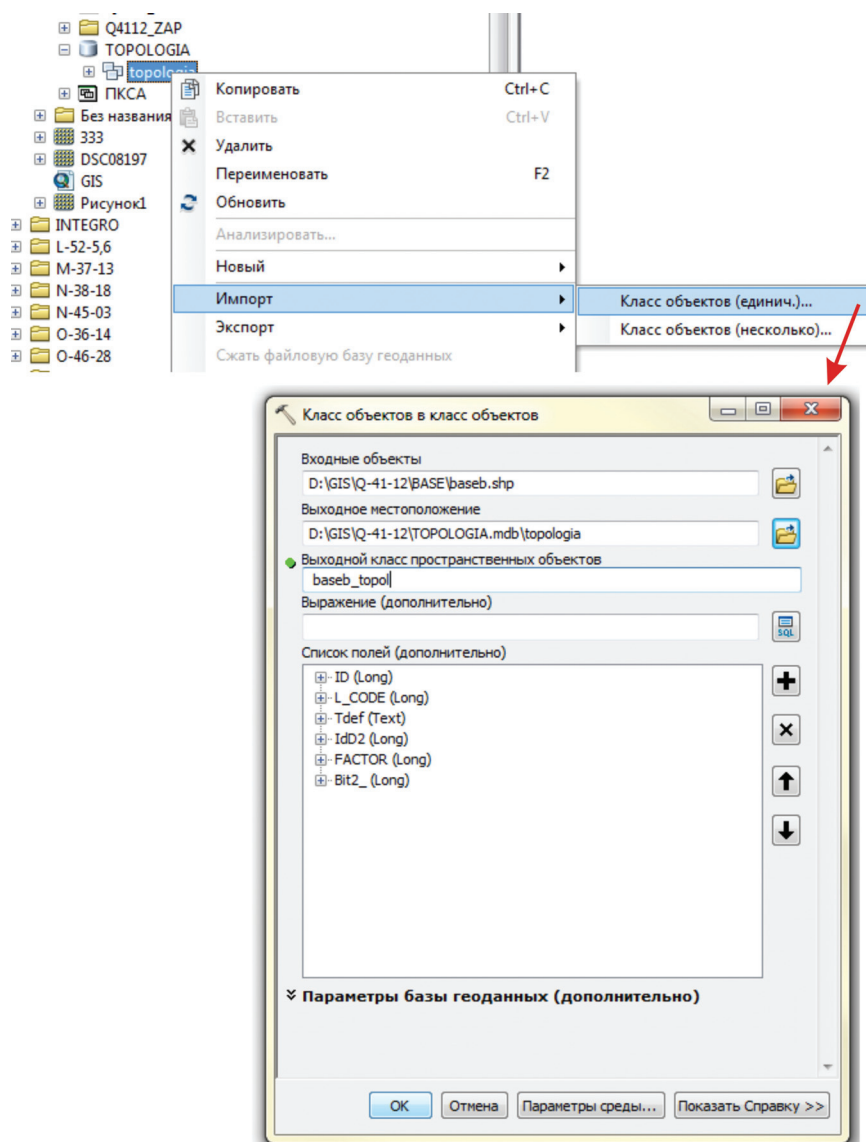 Q4112_ZAP
TOPOLOGIA
topologia
ПКСА
Без названия
333
DSC08197
GIS
Рисунок1
INTEGRO
L-52-5,6
M-37-13
N-38-18
N-45-03
O-36-14
O-46-28
Копировать Ctrl+C
Вставить Ctrl+V
Удалить
Переименовать F2
Обновить
Анализировать...
Новый
Импорт
Экспорт
Сжать файловую базу геоданных
Класс объектов (единич.)...
Класс объектов (несколько)...
Класс объектов в класс объектов
Входные объекты
D:\GIS\Q-41-12\BASE\baseb.shp
Выходное местоположение
D:\GIS\Q-41-12\TOPOLOGIA.mdb\topologia
Выходной класс пространственных объектов
baseb_topol
Выражение (дополнительно)
SQL
Список полей (дополнительно)
ID (Long)
L_CODE (Long)
Tdef (Text)
IdD2 (Long)
FACTOR (Long)
Bit2_ (Long)
Параметры базы геоданных (дополнительно)
OK Отмена Параметры среды... Показать Справку >>